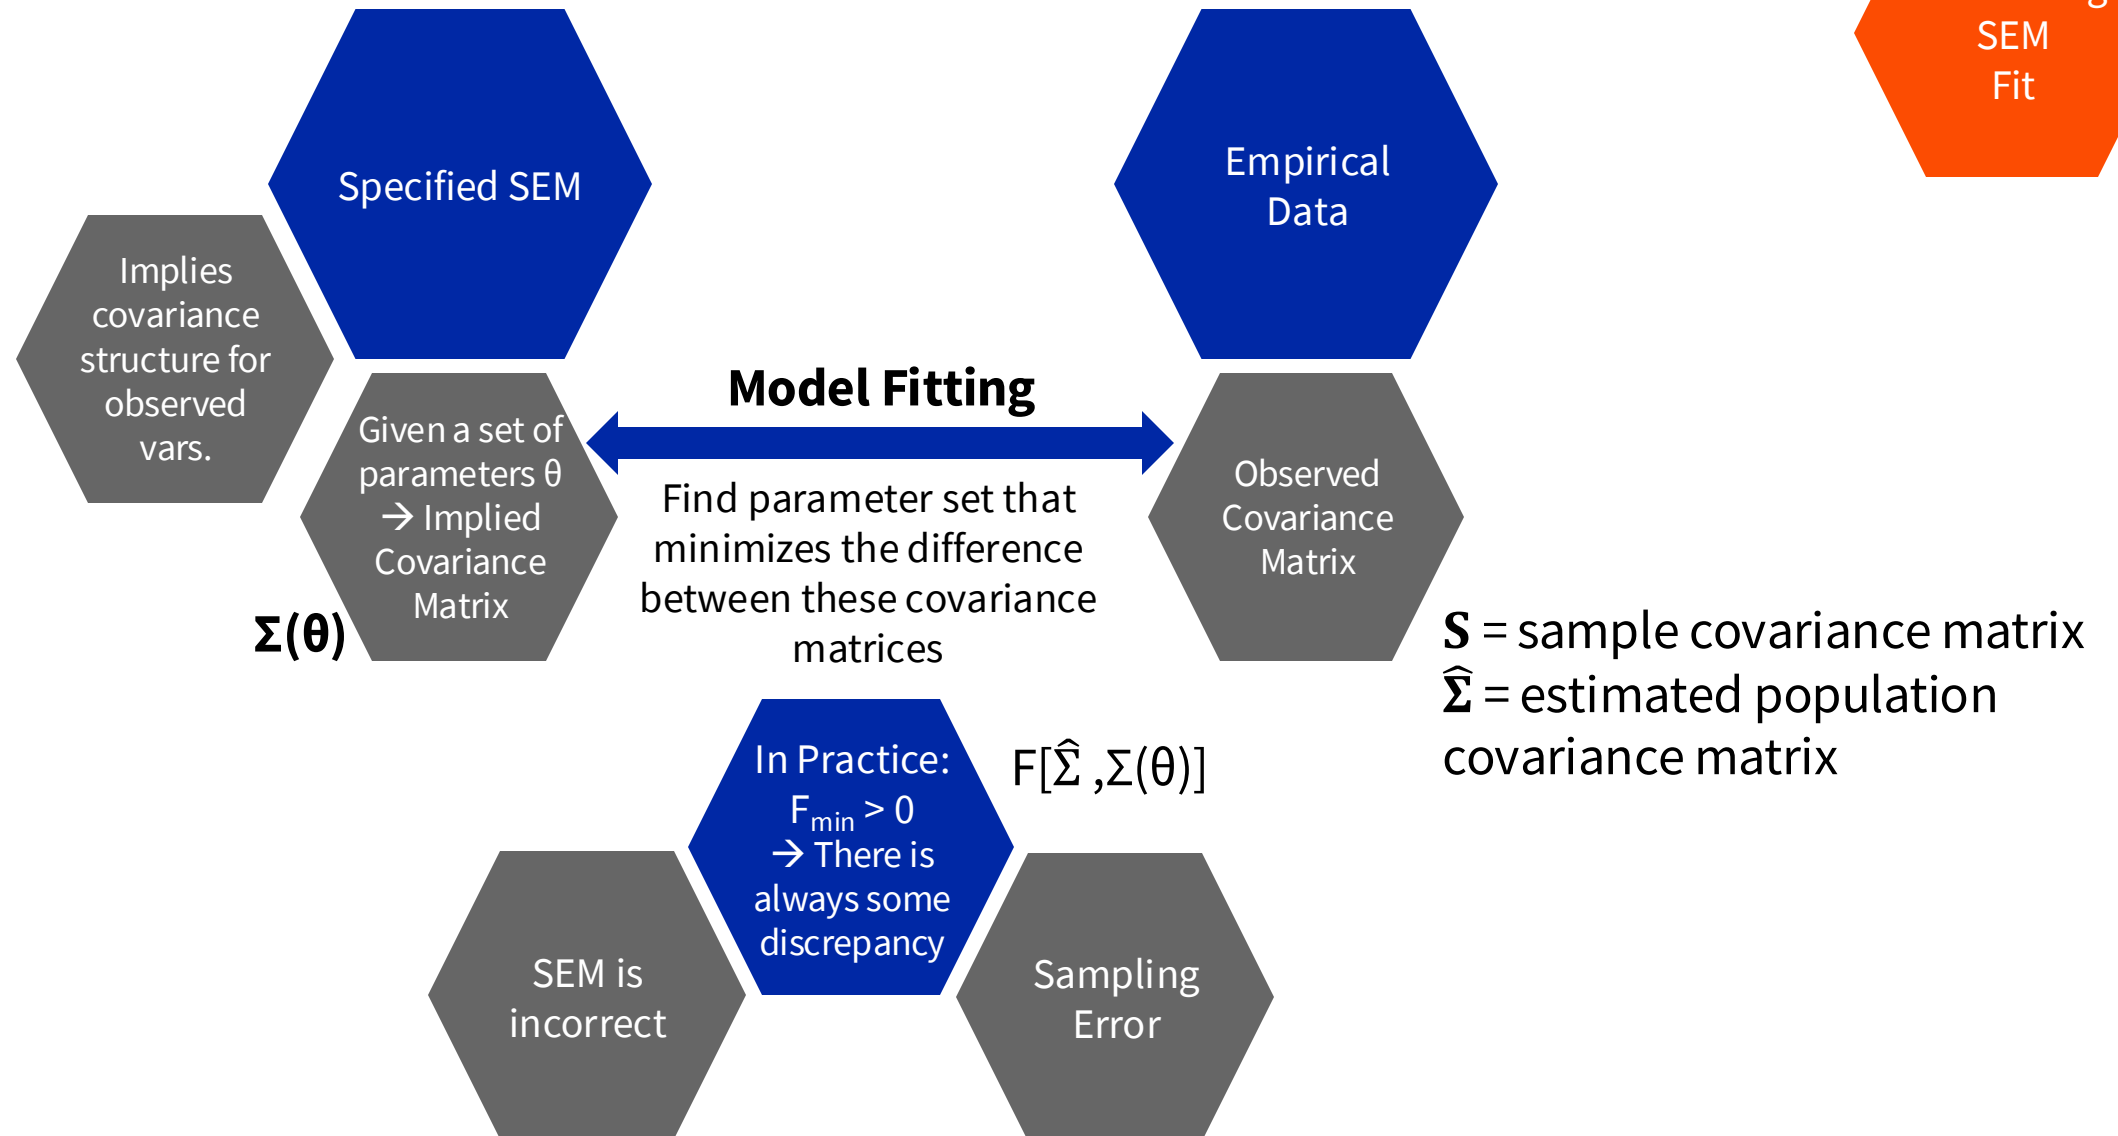 SEM
Fit
Specified SEM
Empirical
Data
Implies
covariance
structure for
observed
vars.
Given a set of
parameters θ
→ Implied
Covariance
Matrix
Σ(θ)
Model Fitting
Find parameter set that
minimizes the difference
between these covariance
matrices
Observed
Covariance
Matrix
S = sample covariance matrix
Σ̂ = estimated population
covariance matrix
In Practice:
Fmin > 0
→ There is
always some
discrepancy
F[Σ̂ ,Σ(θ)]
SEM is
incorrect
Sampling
Error